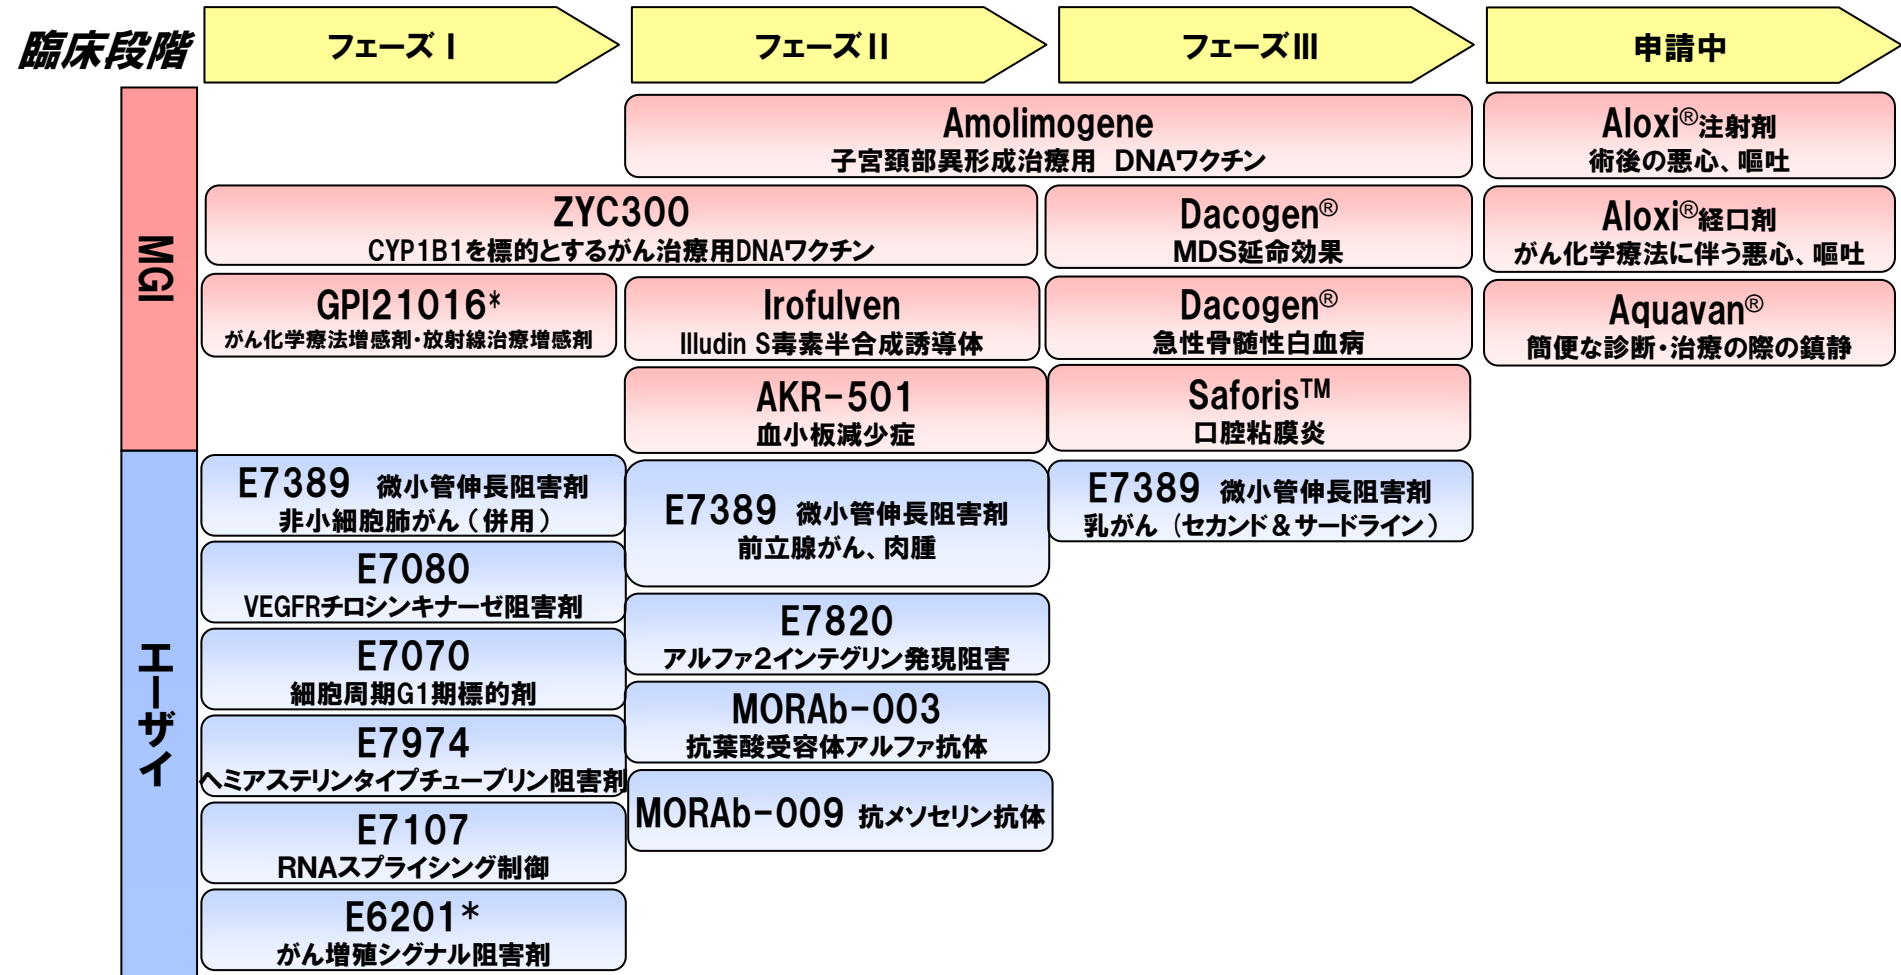 臨床段階
フェーズⅠ
フェーズⅡ
フェーズⅢ
申請中
MGI
Amolimogene
子宮頚部異形成治療用 DNAワクチン
Aloxi®注射剤
術後の悪心、嘔吐
ZYC300
CYP1B1を標的とするがん治療用DNAワクチン
Dacogen®
MDS延命効果
Aloxi®経口剤
がん化学療法に伴う悪心、嘔吐
GPI21016*
がん化学療法増感剤・放射線治療増感剤
Irofulven
Illudin S毒素半合成誘導体
Dacogen®
急性骨髄性白血病
Aquavan®
簡便な診断・治療の際の鎮静
AKR-501
血小板減少症
Saforis™
口腔粘膜炎
エーザイ
E7389 微小管伸長阻害剤
非小細胞肺がん（併用）
E7080
VEGFRチロシンキナーゼ阻害剤
E7070
細胞周期G1期標的剤
E7974
ヘミアステリンタイプチューブリン阻害剤
E7107
RNAスプライシング制御
E6201*
がん増殖シグナル阻害剤
E7389 微小管伸長阻害剤
前立腺がん、肉腫
E7820
アルファ2インテグリン発現阻害
MORAb-003
抗葉酸受容体アルファ抗体
MORAb-009 抗メソセリン抗体
E7389 微小管伸長阻害剤
乳がん（セカンド＆サードライン）